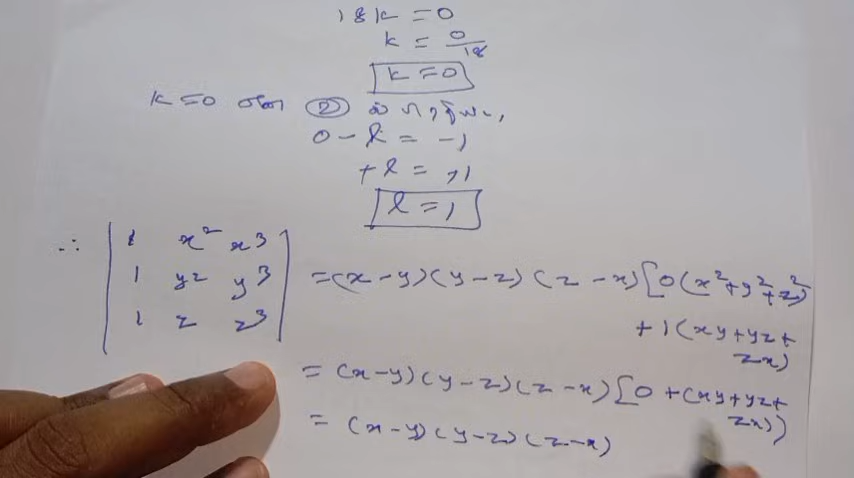 18k = 0
k = 0/18
k = 0
k = 0 ②
0 - l = -1
+l = +1
l = 1
∴ | 1 x² x³ |
| 1 y² y³ | = (x-y)(y-z)(z-x)[0(x²+y²+z²)
| 1 z z³ | + 1(xy+yz+
zx)
= (x-y)(y-z)(z-x)[0 + (xy+yz+
zx))
= (x-y)(y-z)(z-x)